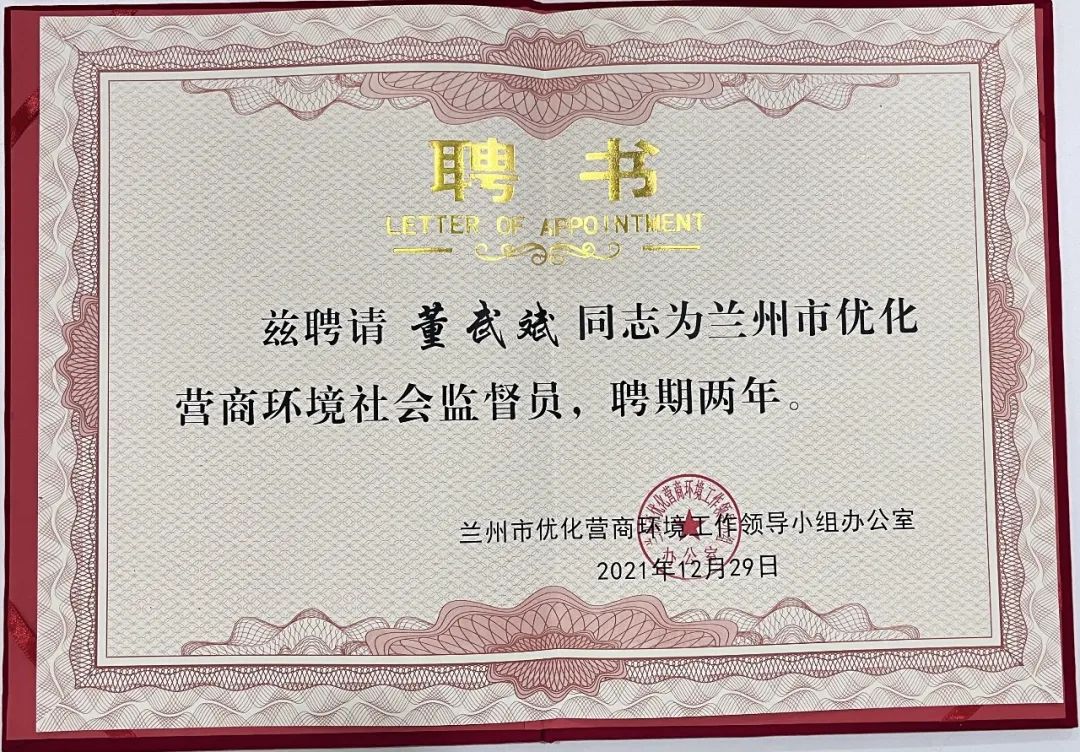 聘书
LETTER OF APPOINTMENT
兹聘请 董武斌 同志为兰州市优化
营商环境社会监督员，聘期两年。
兰州市优化营商环境工作领导小组办公室
2021年12月29日
办公室